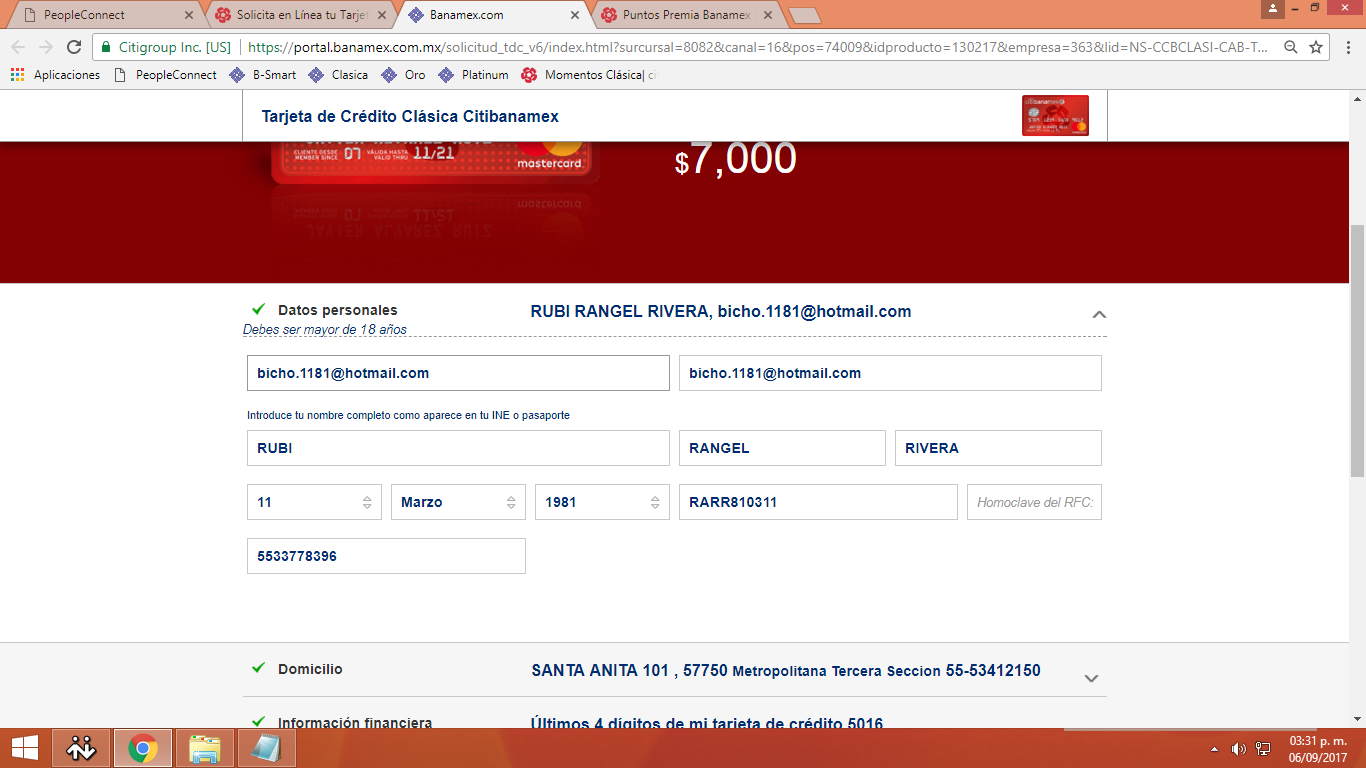 PeopleConnect
Solicita en Línea tu Tarje
Banamex.com
Puntos Premia Banamex
Citigroup Inc. [US]
https://portal.banamex.com.mx/solicitud_tdc_v6/index.html?surcursal=8082&canal=16&pos=74009&idproducto=130217&empresa=363&lid=NS-CCBCLASI-CAB-T...
Aplicaciones PeopleConnect B-Smart Clasica Oro Platinum Momentos Clásica| ci
Tarjeta de Crédito Clásica Citibanamex
CLIENTE DESDE
MEMBER SINCE 07 VÁLIDA HASTA
VALID THRU 11/21
mastercard
$7,000
Datos personales RUBI RANGEL RIVERA, bicho.1181@hotmail.com
Debes ser mayor de 18 años
bicho.1181@hotmail.com bicho.1181@hotmail.com
Introduce tu nombre completo como aparece en tu INE o pasaporte
RUBI RANGEL RIVERA
11 Marzo 1981 RARR810311 Homoclave del RFC:
5533778396
Domicilio SANTA ANITA 101 , 57750 Metropolitana Tercera Seccion 55-53412150
Información financiera Últimos 4 dígitos de mi tarjeta de crédito 5016
03:31 p. m.
06/09/2017